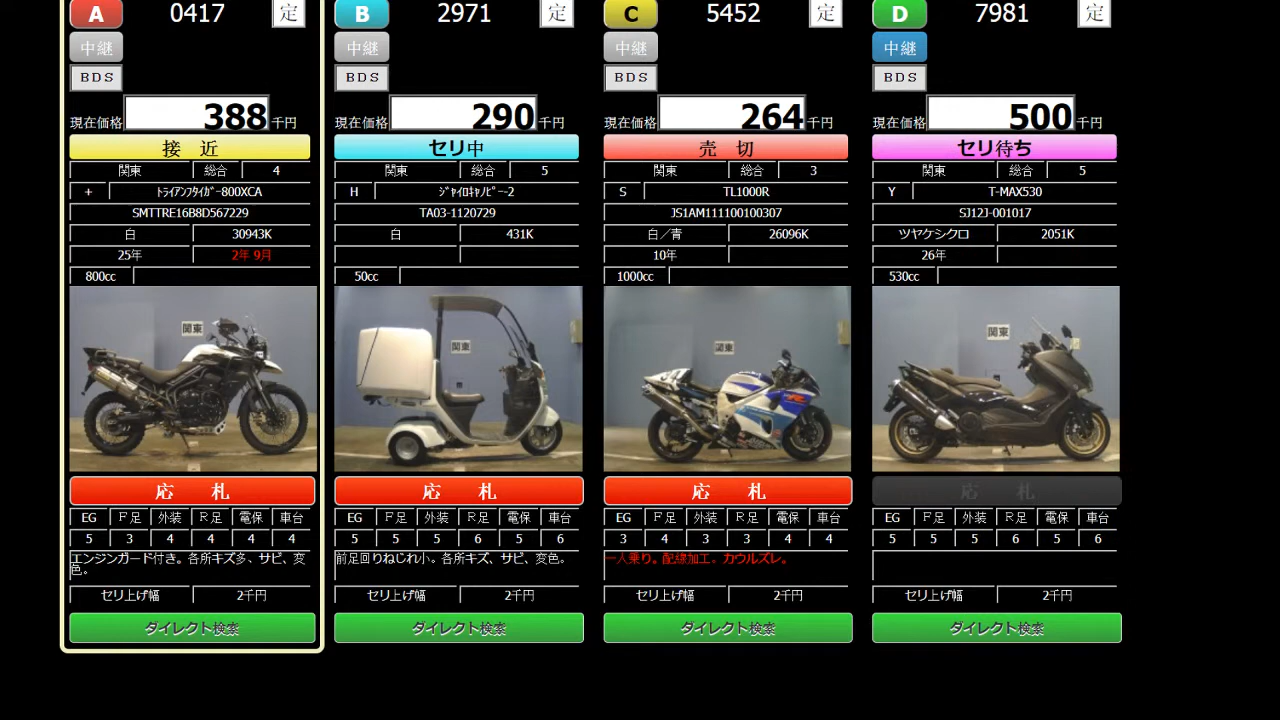 A 0417 定
中継
BDS
現在価格 388 千円
接 近
関東 総合 4
+ ﾄﾗｲｱﾝﾌﾀｲｶﾞｰ800XCA
SMTTRE16B8D567229
白 30943K
25年 2年 9月
800cc
関東
応 札
EG F足 外装 R足 電保 車台
5 3 4 4 4 4
エンジンガード付き。各所キズ多、サビ、変
色。
セリ上げ幅 2千円
ダイレクト検索
B 2971 定
中継
BDS
現在価格 290 千円
セリ中
関東 総合 5
H ｼﾞｬｲﾛｷｬﾉﾋﾟｰ-2
TA03-1120729
白 431K
50cc
関東
応 札
EG F足 外装 R足 電保 車台
5 5 5 6 5 6
前足回りねじれ小。各所キズ、サビ、変色。
セリ上げ幅 2千円
ダイレクト検索
C 5452 定
中継
BDS
現在価格 264 千円
売 切
関東 総合 3
S TL1000R
JS1AM111100100307
白／青 26096K
10年
1000cc
関東
応 札
EG F足 外装 R足 電保 車台
3 4 3 3 4 4
一人乗り。配線加工。カウルズレ。
セリ上げ幅 2千円
ダイレクト検索
D 7981 定
中継
BDS
現在価格 500 千円
セリ待ち
関東 総合 5
Y T-MAX530
SJ12J-001017
ツヤケシクロ 2051K
26年
530cc
関東
応 札
EG F足 外装 R足 電保 車台
5 5 5 6 5 6
セリ上げ幅 2千円
ダイレクト検索